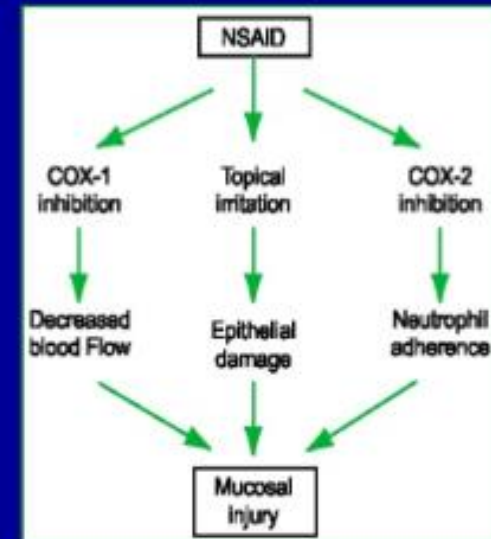 NSAID
COX-1
inhibition
Topical
irritation
COX-2
inhibition
Decreased
blood Flow
Epithelial
damage
Neutrophil
adherence
Mucosal
injury